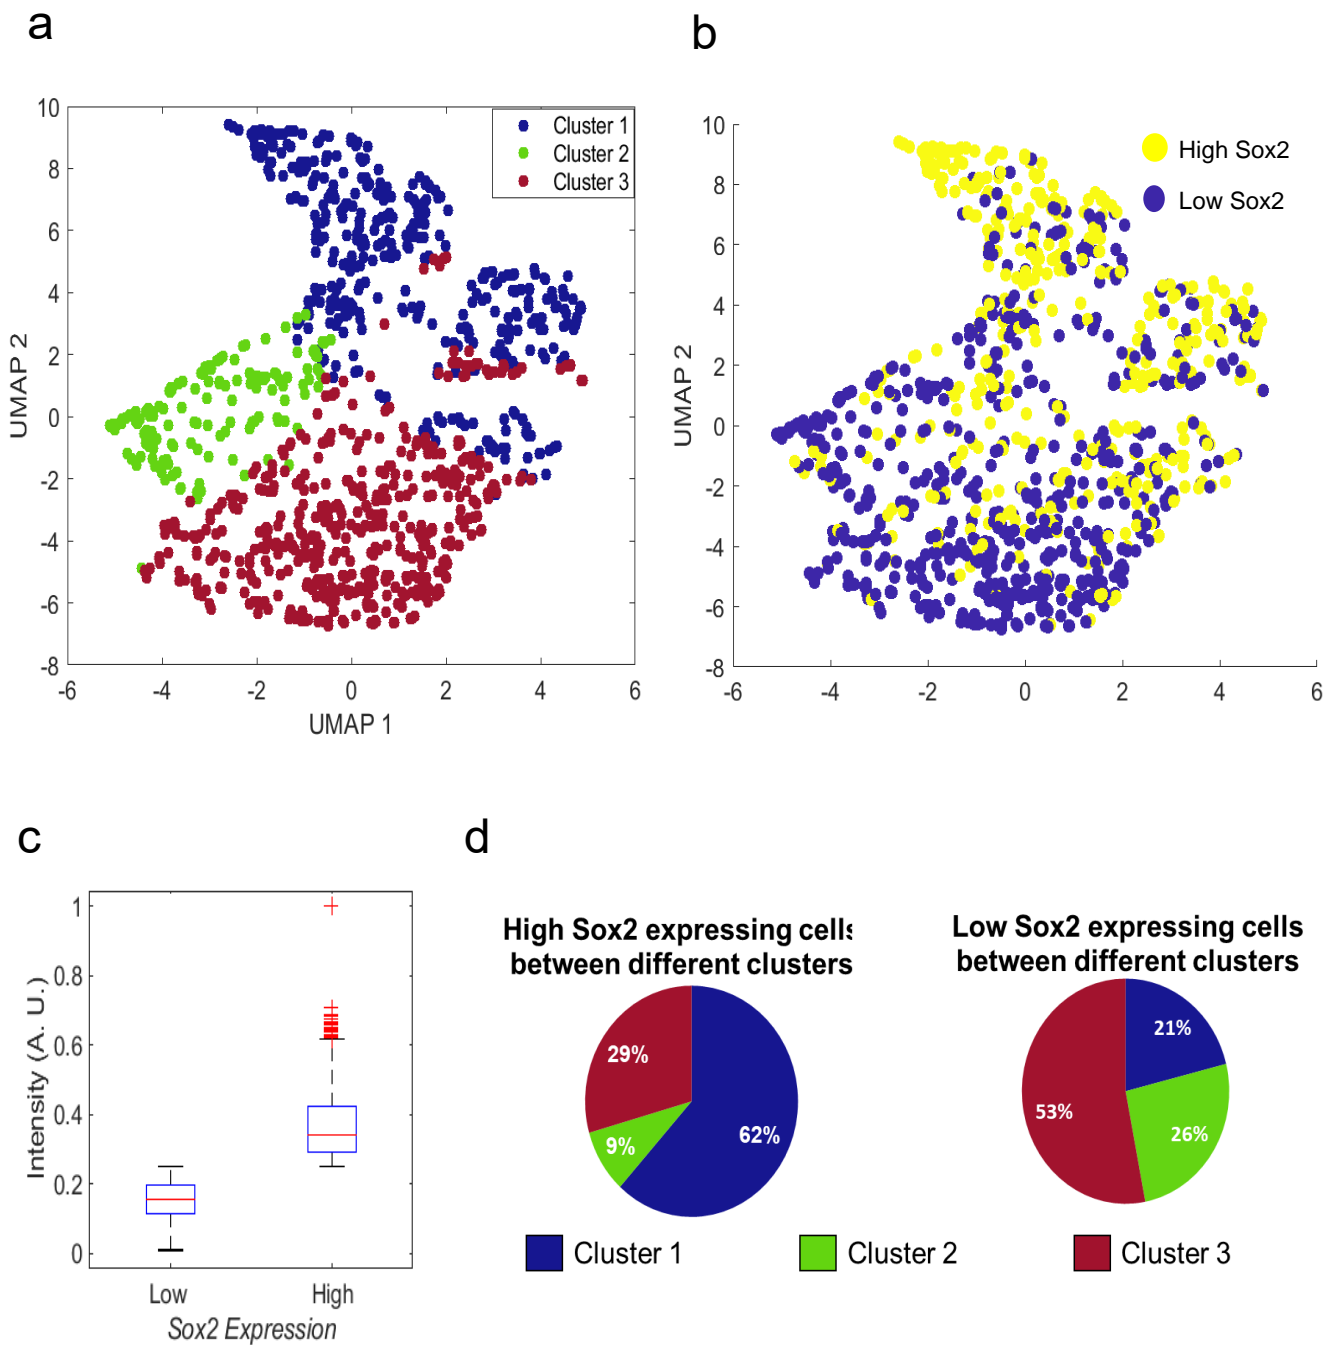 a
b
10
8
6
4
2
0
-2
-4
-6
-8
-6
-4
-2
0
2
4
6
UMAP 2
UMAP 1
Cluster 1
Cluster 2
Cluster 3
10
8
6
4
2
0
-2
-4
-6
-8
-6
-4
-2
0
2
4
6
UMAP 2
High Sox2
Low Sox2
c
d
1
0.8
0.6
0.4
0.2
0
Intensity (A. U.)
Low
High
Sox2 Expression
High Sox2 expressing cells
between different clusters
29%
9%
62%
Low Sox2 expressing cells
between different clusters
21%
53%
26%
Cluster 1
Cluster 2
Cluster 3